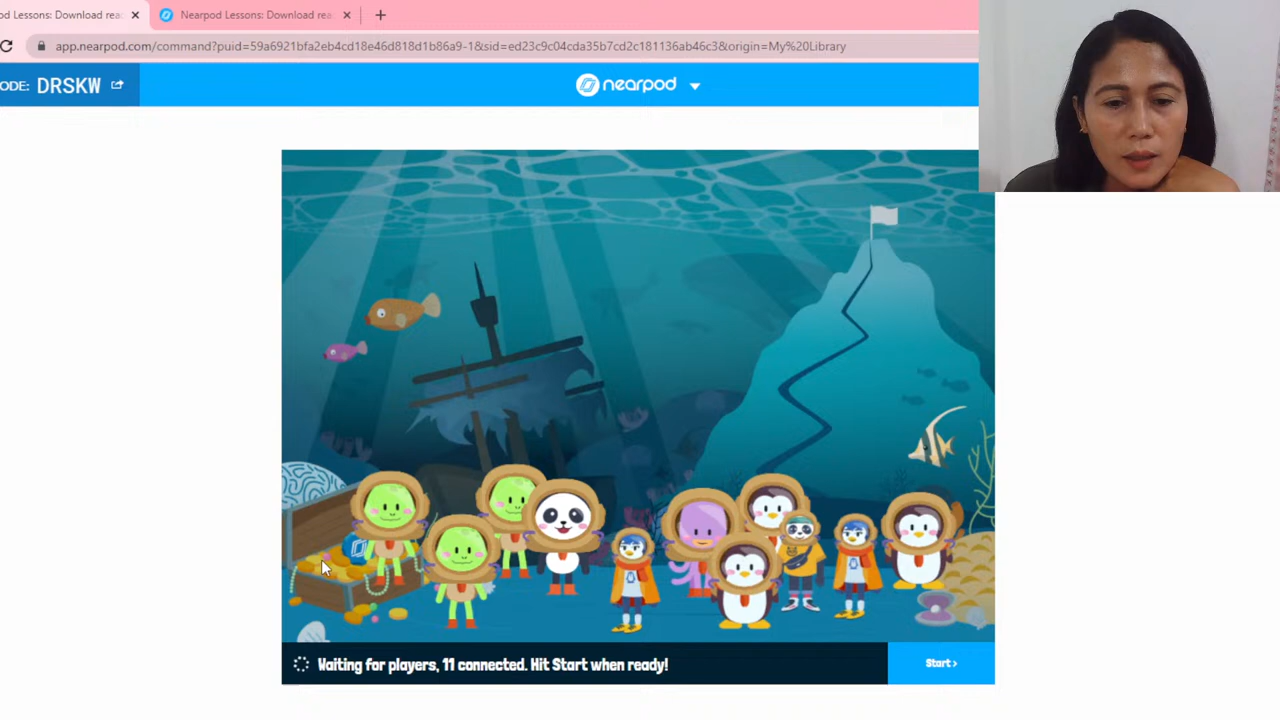 od Lessons: Download rea
Nearpod Lessons: Download rea
app.nearpod.com/command?puid=59a6921bfa2eb4cd18e46d818d1b86a9-1&sid=ed23c9c04cda35b7cd2c181136ab46c3&origin=My%20Library
ODE: DRSKW
nearpod
Waiting for players, 11 connected. Hit Start when ready!
Start ›